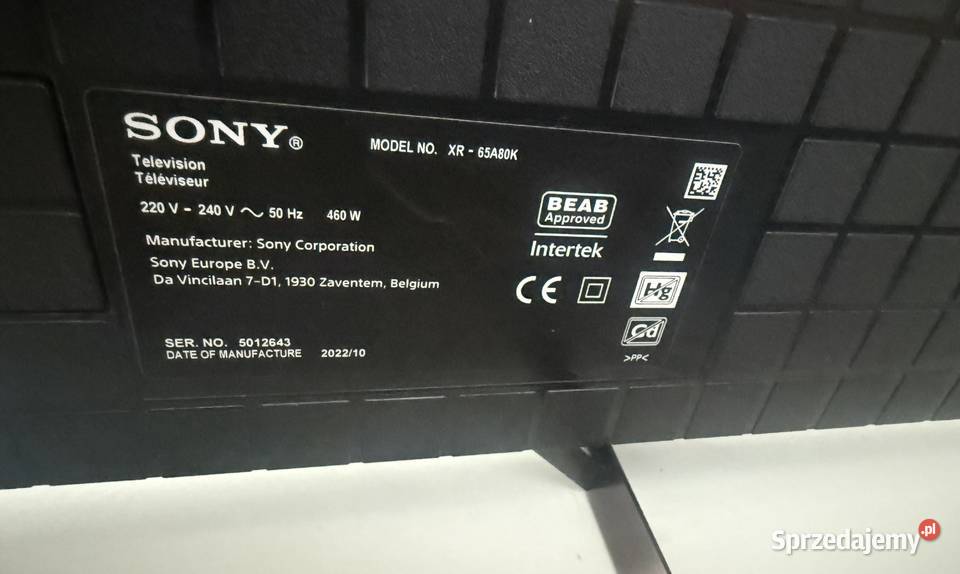 SONY®
MODEL NO. XR - 65A80K
Television
Téléviseur
220 V - 240 V ~ 50 Hz 460 W
BEAB
Approved
Intertek
Manufacturer: Sony Corporation
Sony Europe B.V.
Da Vincilaan 7-D1, 1930 Zaventem, Belgium
CE
Hg
Cd
>PP<
SER. NO. 5012643
DATE OF MANUFACTURE 2022/10
Sprzedajemy.pl